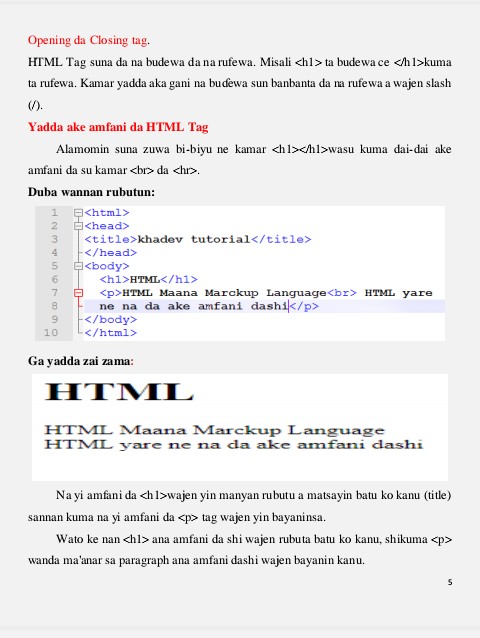 Opening da Closing tag.
HTML Tag suna da na budewa da na rufewa. Misali <h1> ta budewa ce </h1>kuma
ta rufewa. Kamar yadda aka gani na buɗewa sun banbanta da na rufewa a wajen slash
(/).
Yadda ake amfani da HTML Tag
Alamomin suna zuwa bi-biyu ne kamar <h1></h1>wasu kuma dai-dai ake
amfani da su kamar <br> da <hr>.
Duba wannan rubutun:
1 <html>
2 <head>
3 <title>khadev tutorial</title>
4 </head>
5 <body>
6 <h1>HTML</h1>
7 <p>HTML Maana Marckup Language<br> HTML yare
8 ne na da ake amfani dashi</p>
9 </body>
10 </html>
Ga yadda zai zama:
HTML
HTML Maana Marckup Language
HTML yare ne na da ake amfani dashi
Na yi amfani da <h1>wajen yin manyan rubutu a matsayin batu ko kanu (title)
sannan kuma na yi amfani da <p> tag wajen yin bayaninsa.
Wato ke nan <h1> ana amfani da shi wajen rubuta batu ko kanu, shikuma <p>
wanda ma'anar sa paragraph ana amfani dashi wajen bayanin kanu.
5